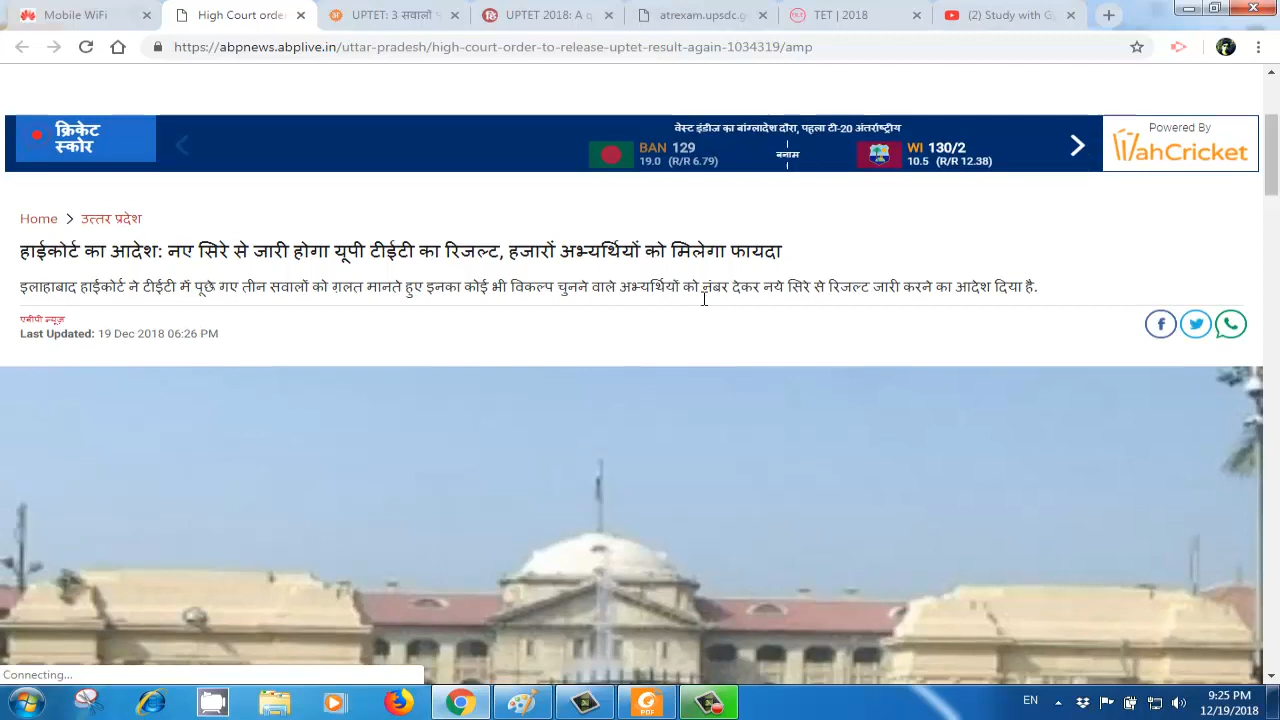 Mobile WiFi
High Court orde
UPTET: 3 सवालों
UPTET
A q
atrexam.upsdc.g
TET | 2018
(2) Study with G
https://abpnews.abplive.in/uttar-pradesh/high-court-order-to-release-uptet-result-again-1034319/amp
क्रिकेट
स्कोर
वेस्ट इंडीज का बांग्लादेश दौरा, पहला टी-20 अंतर्राष्ट्रीय
BAN 129
19.0 (R/R 6.79)
बनाम
WI 130/2
10.5 (R/R 12.38)
Powered By
WahCricket
Home > उत्तर प्रदेश
हाईकोर्ट का आदेश: नए सिरे से जारी होगा यूपी टीईटी का रिजल्ट, हजारों अभ्यर्थियों को मिलेगा फायदा
इलाहाबाद हाईकोर्ट ने टीईटी में पूछे गए तीन सवालों को ग़लत मानते हुए इनका कोई भी विकल्प चुनने वाले अभ्यर्थियों को नंबर देकर नये सिरे से रिजल्ट जारी करने का आदेश दिया है.
एबीपी न्यूज़
Last Updated: 19 Dec 2018 06:26 PM
Connecting...
PDF
EN
9:25 PM
12/19/2018